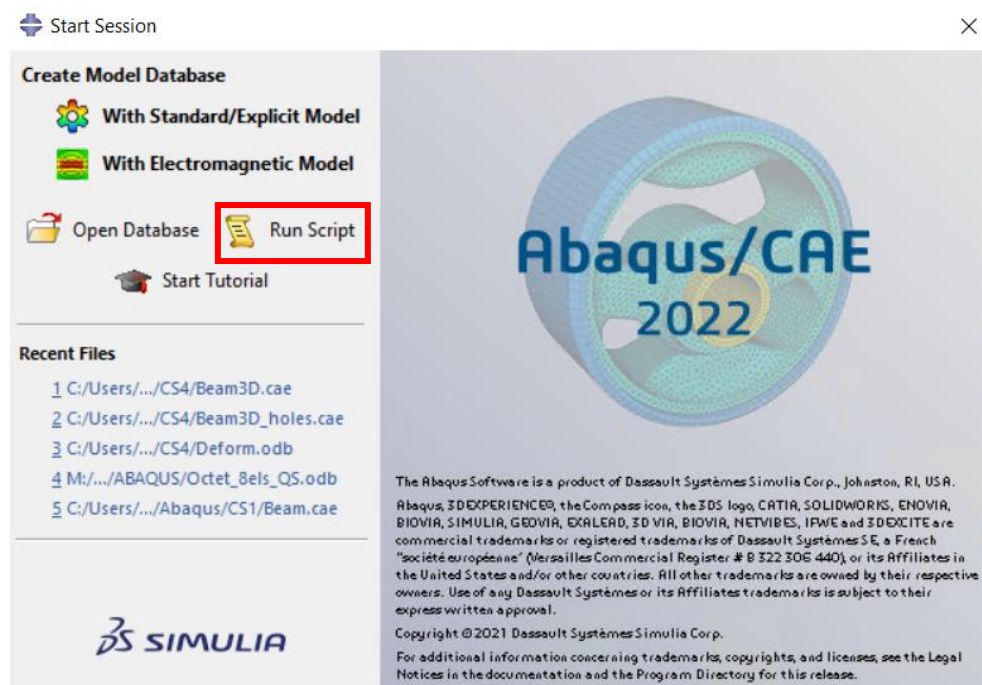 Start Session
Create Model Database
With Standard/Explicit Model
With Electromagnetic Model
Open Database
Run Script
Start Tutorial
Recent Files
1 C:/Users/.../CS4/Beam3D.cae
2 C:/Users/.../CS4/Beam3D_holes.cae
3 C:/Users/.../CS4/Deform.odb
4 M:/.../ABAQUS/Octet_8els_QS.odb
5 C:/Users/.../Abaqus/CS1/Beam.cae
SIMULIA
Abaqus/CAE
2022
The Abaqus Software is a product of Dassault Systèmes Simulia Corp., Johnston, RI, USA.
Abaqus, 3DEXPERIENCE®, the Compass icon, the 3DS logo, CATIA, SOLIDWORKS, ENOVIA,
BIOVIA, SIMULIA, GEOVIA, EXALEAD, 3D VIA, BIOVIA, NETVIBES, IFWE and 3DEXCITE are
commercial trademarks or registered trademarks of Dassault Systèmes SE, a French
"société européenne" (Versailles Commercial Register # B 322 306 440), or its Affiliates in
the United States and/or other countries. All other trademarks are owned by their respective
owners. Use of any Dassault Systèmes or its Affiliates trademarks is subject to their
express written approval.
Copyright ©2021 Dassault Systèmes Simulia Corp.
For additional information concerning trademarks, copyrights, and licenses, see the Legal
Notices in the documentation and the Program Directory for this release.